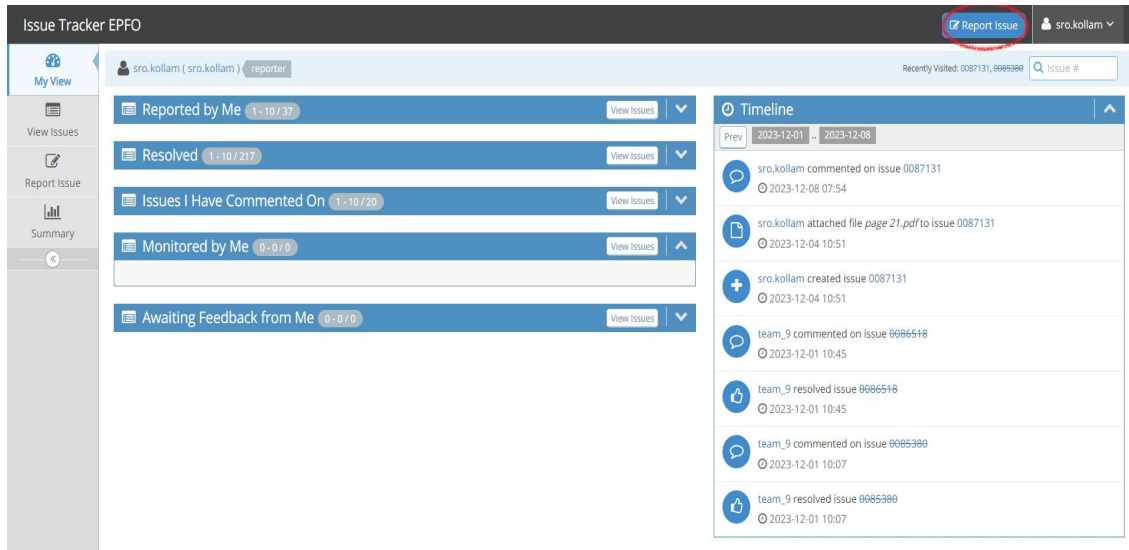 Issue Tracker EPFO
Report Issue
sro.kollam
My View
View Issues
Report Issue
Summary
sro.kollam ( sro.kollam ) reporter
Recently Visited: 0087131, 0085380
Issue #
Reported by Me 1 - 10 / 37 View Issues
Resolved 1 - 10 / 217 View Issues
Issues I Have Commented On 1 - 10 / 20 View Issues
Monitored by Me 0 - 0 / 0 View Issues
Awaiting Feedback from Me 0 - 0 / 0 View Issues
Timeline
Prev 2023-12-01 .. 2023-12-08
sro.kollam commented on issue 0087131
2023-12-08 07:54
sro.kollam attached file page 21.pdf to issue 0087131
2023-12-04 10:51
sro.kollam created issue 0087131
2023-12-04 10:51
team_9 commented on issue 0086518
2023-12-01 10:45
team_9 resolved issue 0086518
2023-12-01 10:45
team_9 commented on issue 0085380
2023-12-01 10:07
team_9 resolved issue 0085380
2023-12-01 10:07